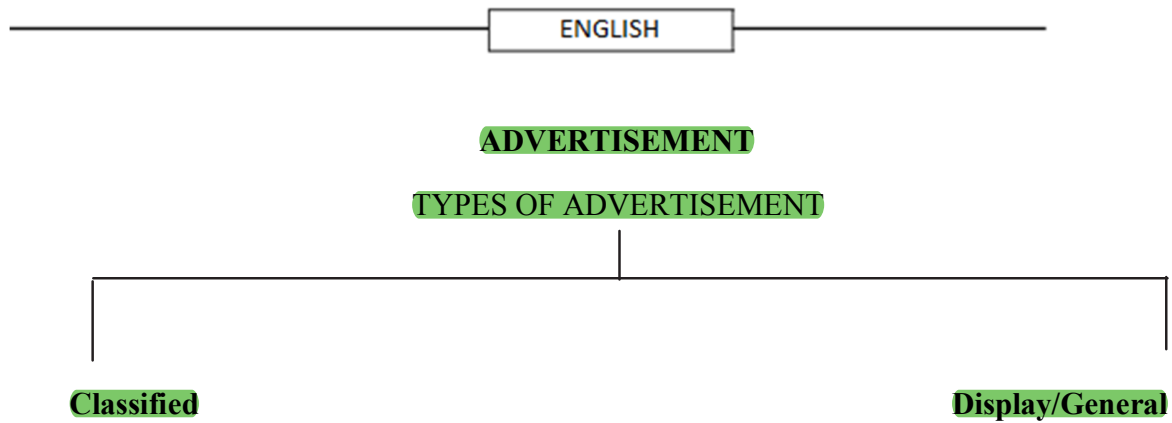 ENGLISH
ADVERTISEMENT
TYPES OF ADVERTISEMENT
Classified Display/General